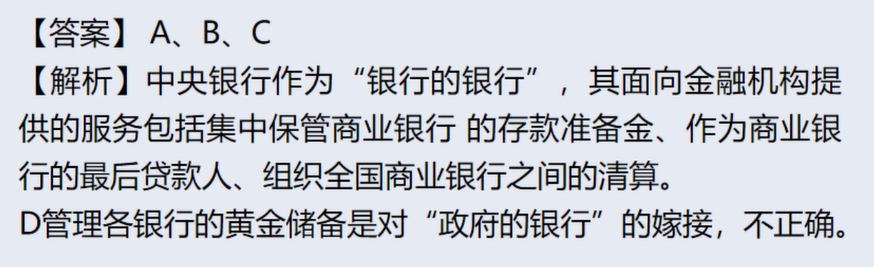 【答案】 A、B、C
【解析】中央银行作为“银行的银行”，其面向金融机构提
供的服务包括集中保管商业银行 的存款准备金、作为商业银
行的最后贷款人、组织全国商业银行之间的清算。
D管理各银行的黄金储备是对“政府的银行”的嫁接，不正确。